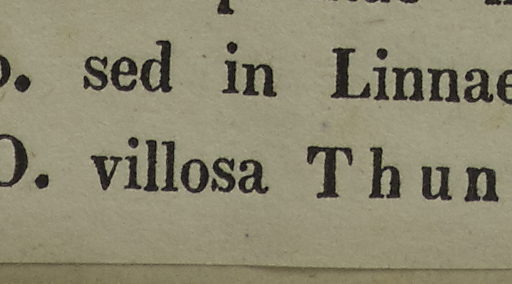 . sed in Linnae
O. villosa Thun